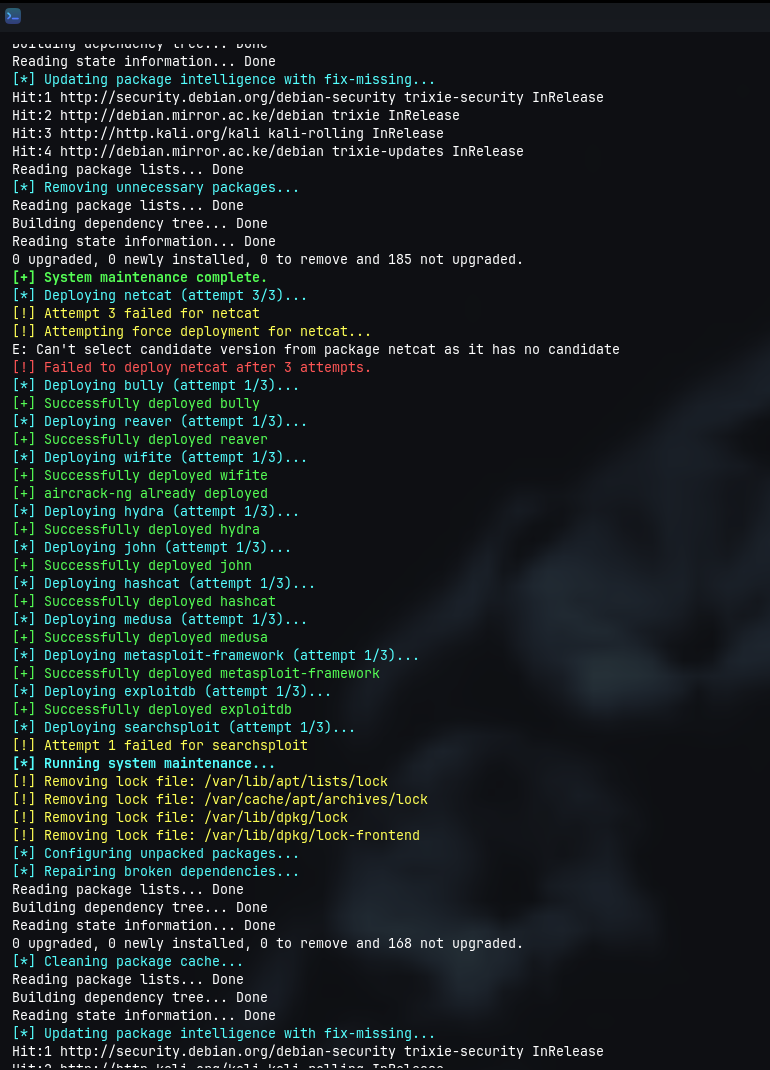 Building dependency tree... Done
Reading state information... Done
[*] Updating package intelligence with fix-missing...
Hit:1 http://security.debian.org/debian-security trixie-security InRelease
Hit:2 http://debian.mirror.ac.ke/debian trixie InRelease
Hit:3 http://http.kali.org/kali kali-rolling InRelease
Hit:4 http://debian.mirror.ac.ke/debian trixie-updates InRelease
Reading package lists... Done
[*] Removing unnecessary packages...
Reading package lists... Done
Building dependency tree... Done
Reading state information... Done
0 upgraded, 0 newly installed, 0 to remove and 185 not upgraded.
[+] System maintenance complete.
[*] Deploying netcat (attempt 3/3)...
[!] Attempt 3 failed for netcat
[!] Attempting force deployment for netcat...
E: Can't select candidate version from package netcat as it has no candidate
[!] Failed to deploy netcat after 3 attempts.
[*] Deploying bully (attempt 1/3)...
[+] Successfully deployed bully
[*] Deploying reaver (attempt 1/3)...
[+] Successfully deployed reaver
[*] Deploying wifite (attempt 1/3)...
[+] Successfully deployed wifite
[+] aircrack-ng already deployed
[*] Deploying hydra (attempt 1/3)...
[+] Successfully deployed hydra
[*] Deploying john (attempt 1/3)...
[+] Successfully deployed john
[*] Deploying hashcat (attempt 1/3)...
[+] Successfully deployed hashcat
[*] Deploying medusa (attempt 1/3)...
[+] Successfully deployed medusa
[*] Deploying metasploit-framework (attempt 1/3)...
[+] Successfully deployed metasploit-framework
[*] Deploying exploitdb (attempt 1/3)...
[+] Successfully deployed exploitdb
[*] Deploying searchsploit (attempt 1/3)...
[!] Attempt 1 failed for searchsploit
[*] Running system maintenance...
[!] Removing lock file: /var/lib/apt/lists/lock
[!] Removing lock file: /var/cache/apt/archives/lock
[!] Removing lock file: /var/lib/dpkg/lock
[!] Removing lock file: /var/lib/dpkg/lock-frontend
[*] Configuring unpacked packages...
[*] Repairing broken dependencies...
Reading package lists... Done
Building dependency tree... Done
Reading state information... Done
0 upgraded, 0 newly installed, 0 to remove and 168 not upgraded.
[*] Cleaning package cache...
Reading package lists... Done
Building dependency tree... Done
Reading state information... Done
[*] Updating package intelligence with fix-missing...
Hit:1 http://security.debian.org/debian-security trixie-security InRelease
Hit:2 http://http.kali.org/kali kali-rolling InRelease